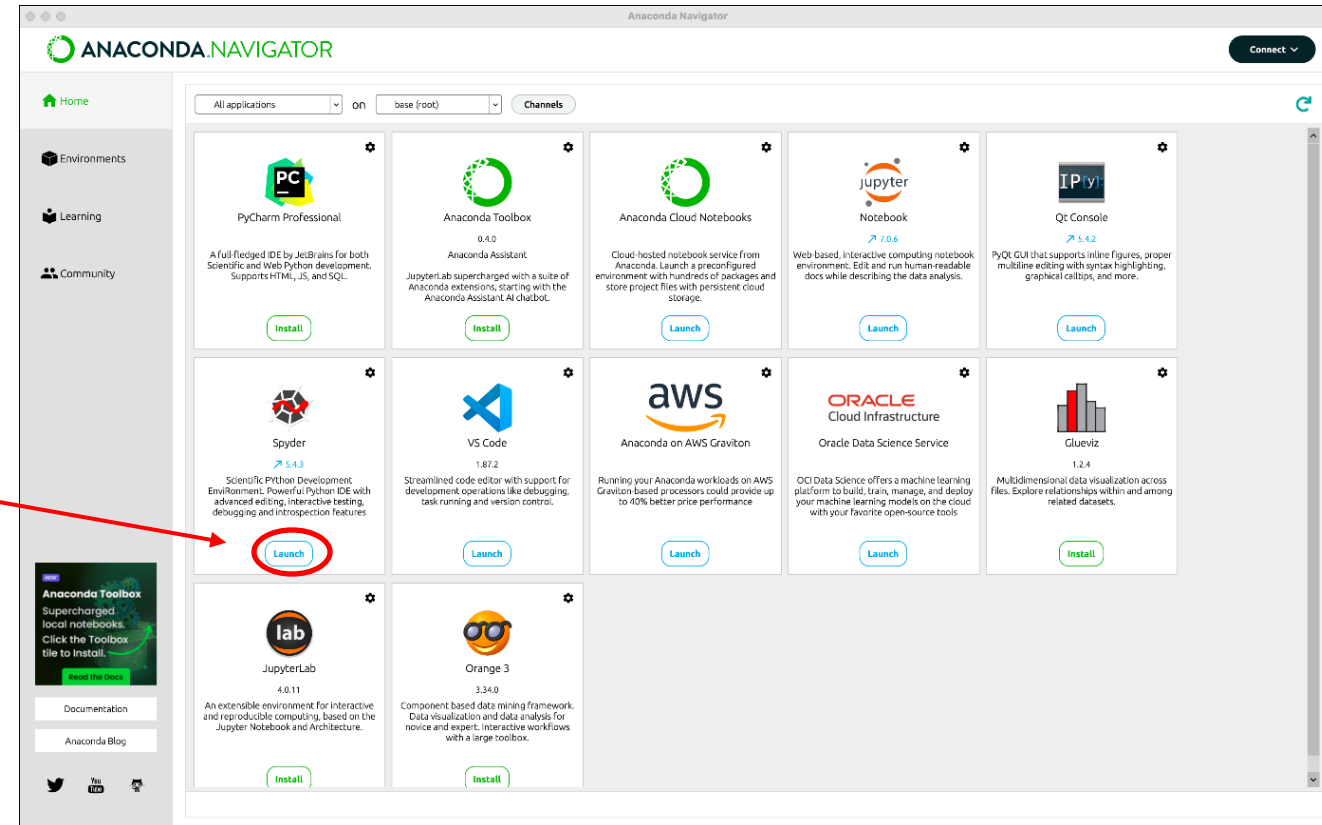 Anaconda Navigator
ANACONDA.NAVIGATOR
Connect
Home
All applications
on
base (root)
Channels
Environments
Learning
Community
PC
PyCharm Professional
A full-fledged IDE by JetBrains for both
Scientific and Web Python development.
Supports HTML, JS, and SQL.
Install
Anaconda Toolbox
0.4.0
Anaconda Assistant
JupyterLab supercharged with a suite of
Anaconda extensions, starting with the
Anaconda Assistant AI chatbot.
Install
Anaconda Cloud Notebooks
Cloud-hosted notebook service from
Anaconda. Launch a preconfigured
environment with hundreds of packages and
store project files with persistent cloud
storage.
Launch
jupyter
Notebook
7.0.6
Web-based, interactive computing notebook
environment. Edit and run human-readable
docs while describing the data analysis.
Launch
IP[y]:
Qt Console
5.4.2
PyQt GUI that supports inline figures, proper
multiline editing with syntax highlighting,
graphical calltips, and more.
Launch
Spyder
5.4.3
Scientific PYthon Development
EnviRonment. Powerful Python IDE with
advanced editing, interactive testing,
debugging and introspection features
Launch
VS Code
1.87.2
Streamlined code editor with support for
development operations like debugging,
task running and version control.
Launch
aws
Anaconda on AWS Graviton
Running your Anaconda workloads on AWS
Graviton-based processors could provide up
to 40% better price performance
Launch
ORACLE
Cloud Infrastructure
Oracle Data Science Service
OCI Data Science offers a machine learning
platform to build, train, manage, and deploy
your machine learning models on the cloud
with your favorite open-source tools
Launch
Glueviz
1.2.4
Multidimensional data visualization across
files. Explore relationships within and among
related datasets.
Install
lab
JupyterLab
4.0.11
An extensible environment for interactive
and reproducible computing, based on the
Jupyter Notebook and Architecture.
Install
Orange 3
3.34.0
Component based data mining framework.
Data visualization and data analysis for
novice and expert. Interactive workflows
with a large toolbox.
Install
NEW
Anaconda Toolbox
Supercharged
local notebooks.
Click the Toolbox
tile to Install.
Read the Docs
Documentation
Anaconda Blog
You
Tube